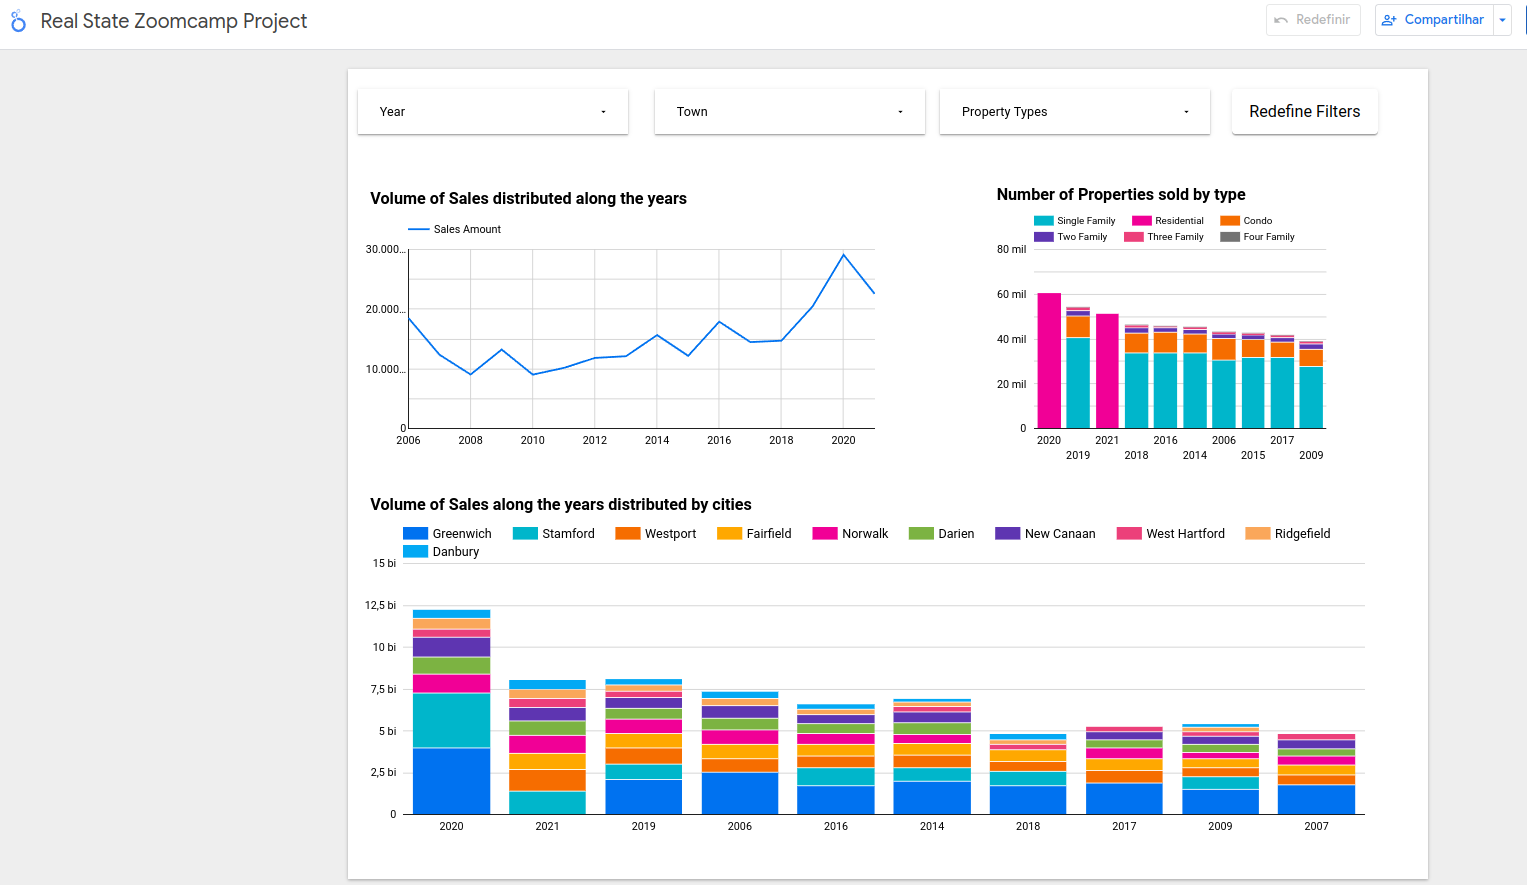 Real State Zoomcamp Project
Redefinir
Compartilhar
Year
Town
Property Types
Redefine Filters
Volume of Sales distributed along the years
Sales Amount
30.000...
20.000...
10.000...
0
2006 2008 2010 2012 2014 2016 2018 2020
Number of Properties sold by type
Single Family Residential Condo
Two Family Three Family Four Family
80 mil
60 mil
40 mil
20 mil
0
2020 2021 2016 2006 2017
2019 2018 2014 2015 2009
Volume of Sales along the years distributed by cities
Greenwich Stamford Westport Fairfield Norwalk Darien New Canaan West Hartford Ridgefield
Danbury
15 bi
12,5 bi
10 bi
7,5 bi
5 bi
2,5 bi
0
2020 2021 2019 2006 2016 2014 2018 2017 2009 2007